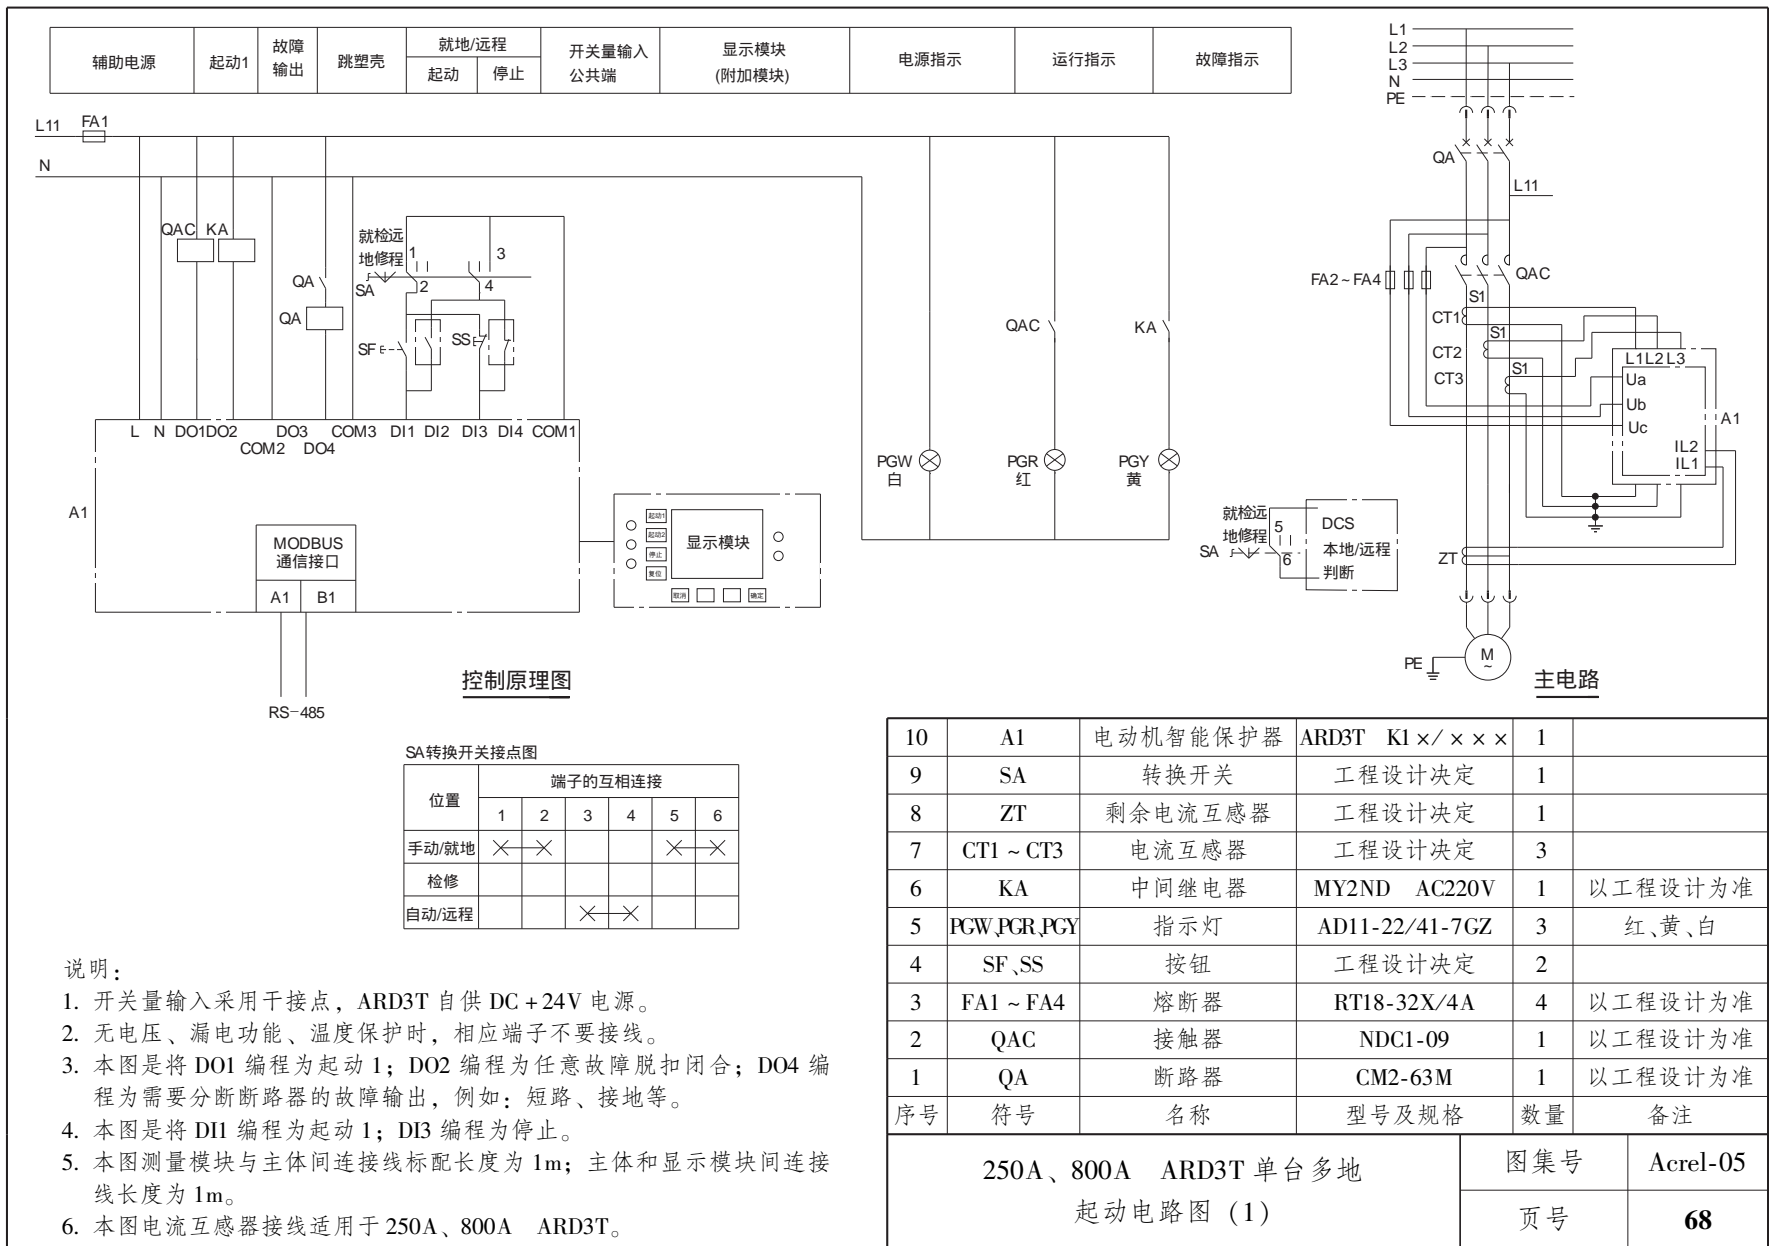 辅助电源 起动1 故障输出 跳塑壳 就地/远程 起动 停止 开关量输入公共端 显示模块(附加模块) 电源指示 运行指示 故障指示
L1
L2
L3
N
PE
L11 FA1
N
QA
L11
QAC KA
就检远
地修程
SA
1 3
2 4
QA
QA
SF
SS
QAC
KA
FA2~FA4
QAC
S1
CT1
S1
CT2
S1
CT3
L1 L2 L3
Ua
Ub
Uc
A1
IL2
IL1
L N DO1 DO2 COM2 DO3 DO4 COM3 DI1 DI2 DI3 DI4 COM1
PGW
白
PGR
红
PGY
黄
A1
MODBUS
通信接口
A1 B1
RS-485
起动1
起动2
停止
复位
显示模块
取消 确定
就检远
地修程
SA
5
6
DCS
本地/远程
判断
ZT
PE
M
~
控制原理图
主电路
SA转换开关接点图
位置 端子的互相连接
1 2 3 4 5 6
手动/就地
检修
自动/远程
10 A1 电动机智能保护器 ARD3T K1×/××× 1
9 SA 转换开关 工程设计决定 1
8 ZT 剩余电流互感器 工程设计决定 1
7 CT1~CT3 电流互感器 工程设计决定 3
6 KA 中间继电器 MY2ND AC220V 1 以工程设计为准
5 PGW、PGR、PGY 指示灯 AD11-22/41-7GZ 3 红、黄、白
4 SF、SS 按钮 工程设计决定 2
3 FA1~FA4 熔断器 RT18-32X/4A 4 以工程设计为准
2 QAC 接触器 NDC1-09 1 以工程设计为准
1 QA 断路器 CM2-63M 1 以工程设计为准
序号 符号 名称 型号及规格 数量 备注
说明：
1. 开关量输入采用干接点，ARD3T 自供 DC+24V 电源。
2. 无电压、漏电功能、温度保护时，相应端子不要接线。
3. 本图是将 DO1 编程为起动 1；DO2 编程为任意故障脱扣闭合；DO4 编
程为需要分断断路器的故障输出，例如：短路、接地等。
4. 本图是将 DI1 编程为起动 1；DI3 编程为停止。
5. 本图测量模块与主体间连接线标配长度为 1m；主体和显示模块间连接
线长度为 1m。
6. 本图电流互感器接线适用于 250A、800A ARD3T。
250A、800A ARD3T 单台多地
起动电路图（1）
图集号 Acrel-05
页号 68